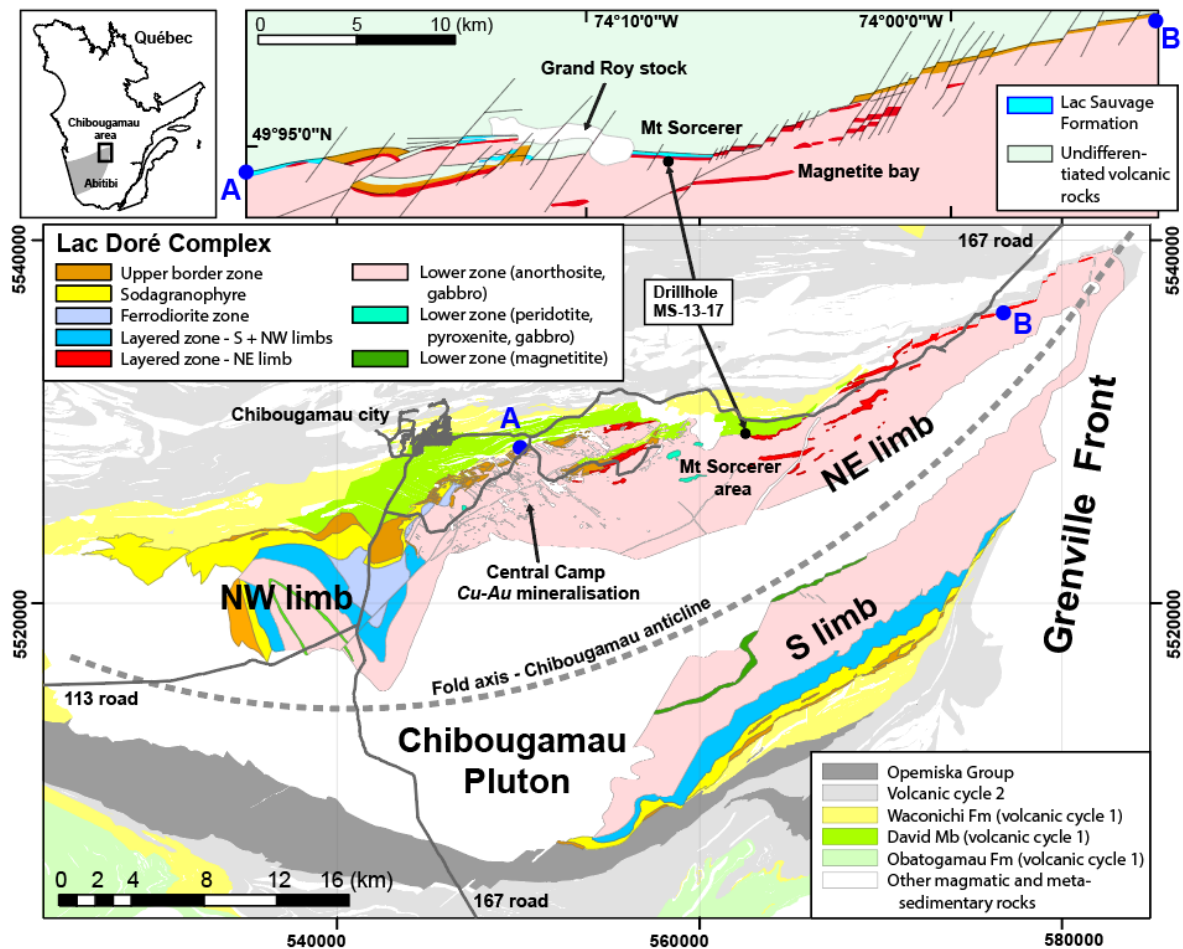 Québec
Chibougamau
area
Abitibi
0 5 10 (km)
74°10'0"W
74°00'0"W
B
Grand Roy stock
49°95'0"N
Mt Sorcerer
A
Magnetite bay
Lac Sauvage
Formation
Undifferen-
tiated volcanic
rocks
Lac Doré Complex
Upper border zone
Sodagranophyre
Ferrodiorite zone
Layered zone - S + NW limbs
Layered zone - NE limb
Lower zone (anorthosite,
gabbro)
Lower zone (peridotite,
pyroxenite, gabbro)
Lower zone (magnetitite)
5540000
167 road
5540000
Drillhole
MS-13-17
B
Chibougamau city
A
Mt Sorcerer
area
NE limb
Grenville Front
Central Camp
Cu-Au mineralisation
NW limb
5520000
S limb
5520000
Fold axis - Chibougamau anticline
113 road
Chibougamau
Pluton
Opemiska Group
Volcanic cycle 2
Waconichi Fm (volcanic cycle 1)
David Mb (volcanic cycle 1)
Obatogamau Fm (volcanic cycle 1)
Other magmatic and meta-
sedimentary rocks
0 2 4 8 12 16 (km)
167 road
540000
560000
580000